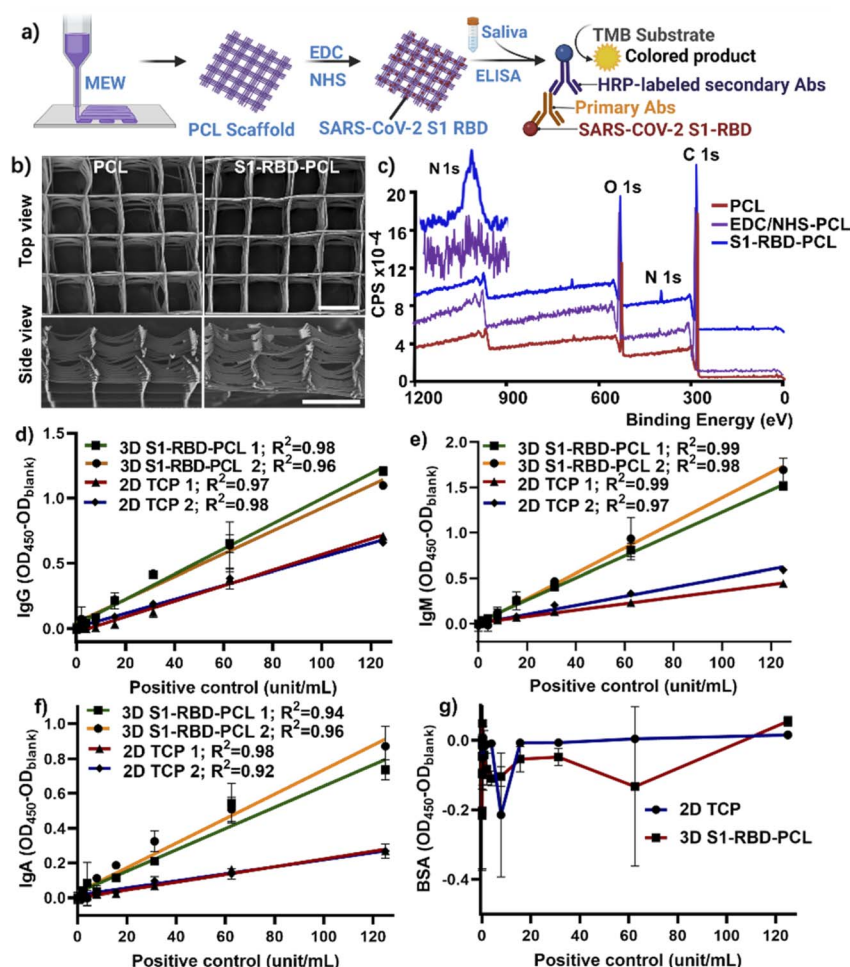 a)
MEW
PCL Scaffold
EDC
NHS
SARS-CoV-2 S1 RBD
Saliva
ELISA
TMB Substrate
Colored product
HRP-labeled secondary Abs
Primary Abs
SARS-COV-2 S1-RBD
b)
PCL
S1-RBD-PCL
Top view
Side view
c)
N 1s
O 1s
C 1s
N 1s
PCL
EDC/NHS-PCL
S1-RBD-PCL
CPS x10-4
20
16
12
8
4
0
1200
900
600
300
0
Binding Energy (eV)
d)
3D S1-RBD-PCL 1; R²=0.98
3D S1-RBD-PCL 2; R²=0.96
2D TCP 1; R²=0.97
2D TCP 2; R²=0.98
IgG (OD450-ODblank)
1.5
1.0
0.5
0.0
0 20 40 60 80 100 120
Positive control (unit/mL)
e)
3D S1-RBD-PCL 1; R²=0.99
3D S1-RBD-PCL 2; R²=0.98
2D TCP 1; R²=0.99
2D TCP 2; R²=0.97
IgM (OD450-ODblank)
2.0
1.5
1.0
0.5
0.0
0 20 40 60 80 100 120
Positive control (unit/mL)
f)
3D S1-RBD-PCL 1; R²=0.94
3D S1-RBD-PCL 2; R²=0.96
2D TCP 1; R²=0.98
2D TCP 2; R²=0.92
IgA (OD450-ODblank)
1.0
0.8
0.6
0.4
0.2
0.0
0 20 40 60 80 100 120
Positive control (unit/mL)
g)
2D TCP
3D S1-RBD-PCL
BSA (OD450-ODblank)
0.0
-0.2
-0.4
0 20 40 60 80 100 120
Positive control (unit/mL)